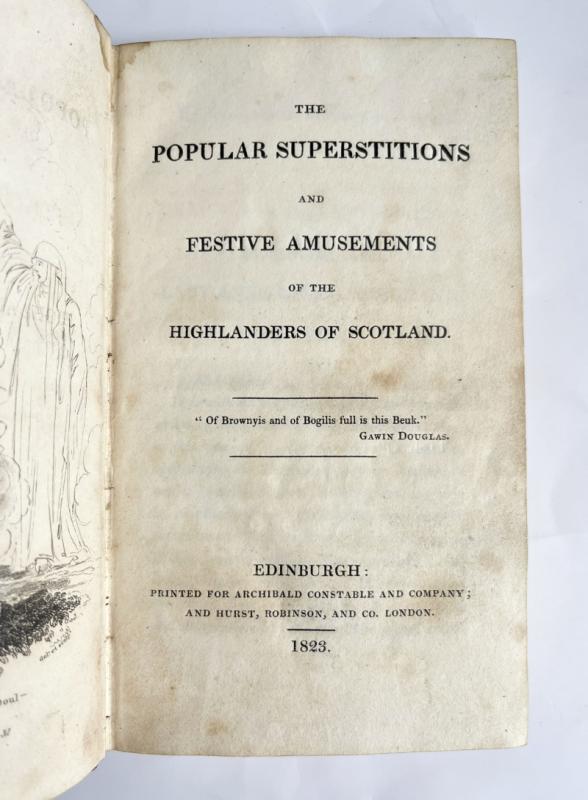 THE
POPULAR SUPERSTITIONS
AND
FESTIVE AMUSEMENTS
OF THE
HIGHLANDERS OF SCOTLAND.
"Of Brownyis and of Bogilis full is this Beuk."
GAWIN DOUGLAS.
EDINBURGH:
PRINTED FOR ARCHIBALD CONSTABLE AND COMPANY;
AND HURST, ROBINSON, AND CO. LONDON.
1823.